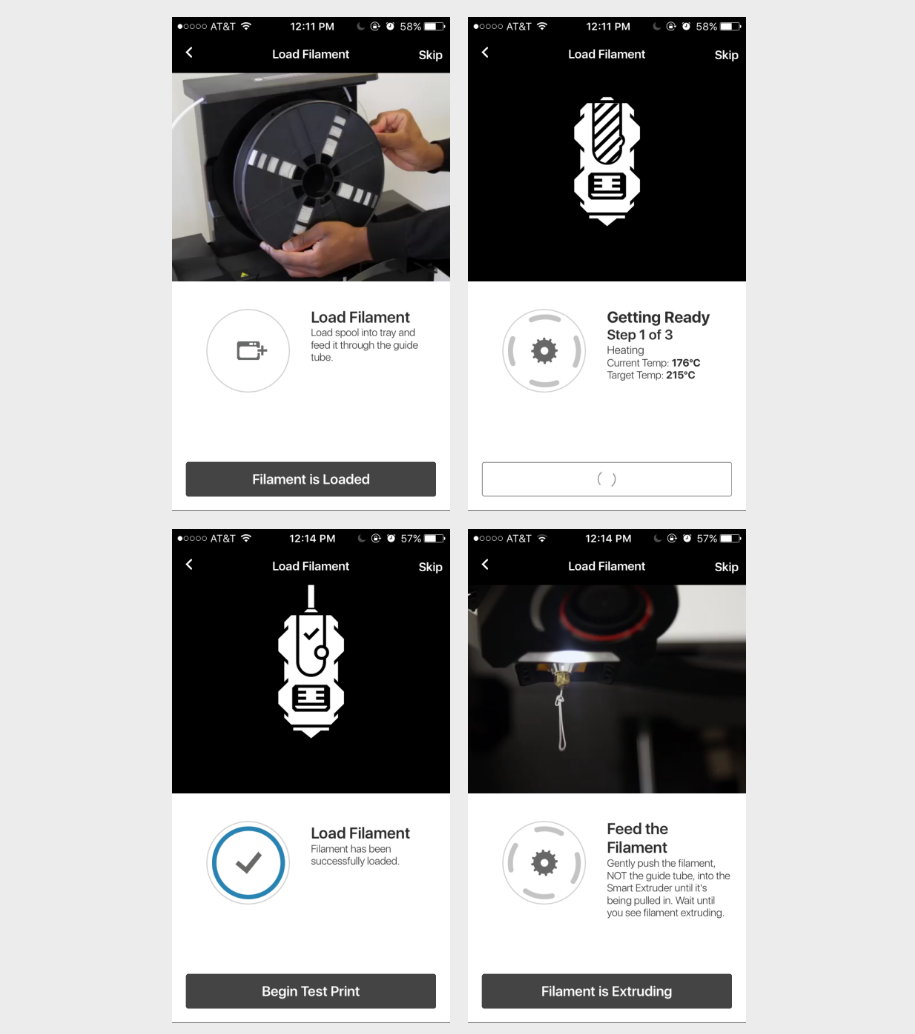 AT&T 12:11 PM 58%
Load Filament Skip
Load Filament
Load spool into tray and
feed it through the guide
tube.
Filament is Loaded
AT&T 12:11 PM 58%
Load Filament Skip
Getting Ready
Step 1 of 3
Heating
Current Temp: 176°C
Target Temp: 215°C
AT&T 12:14 PM 57%
Load Filament Skip
Load Filament
Filament has been
successfully loaded.
Begin Test Print
AT&T 12:14 PM 57%
Load Filament Skip
Feed the
Filament
Gently push the filament,
NOT the guide tube, into the
Smart Extruder until it's
being pulled in. Wait until
you see filament extruding.
Filament is Extruding